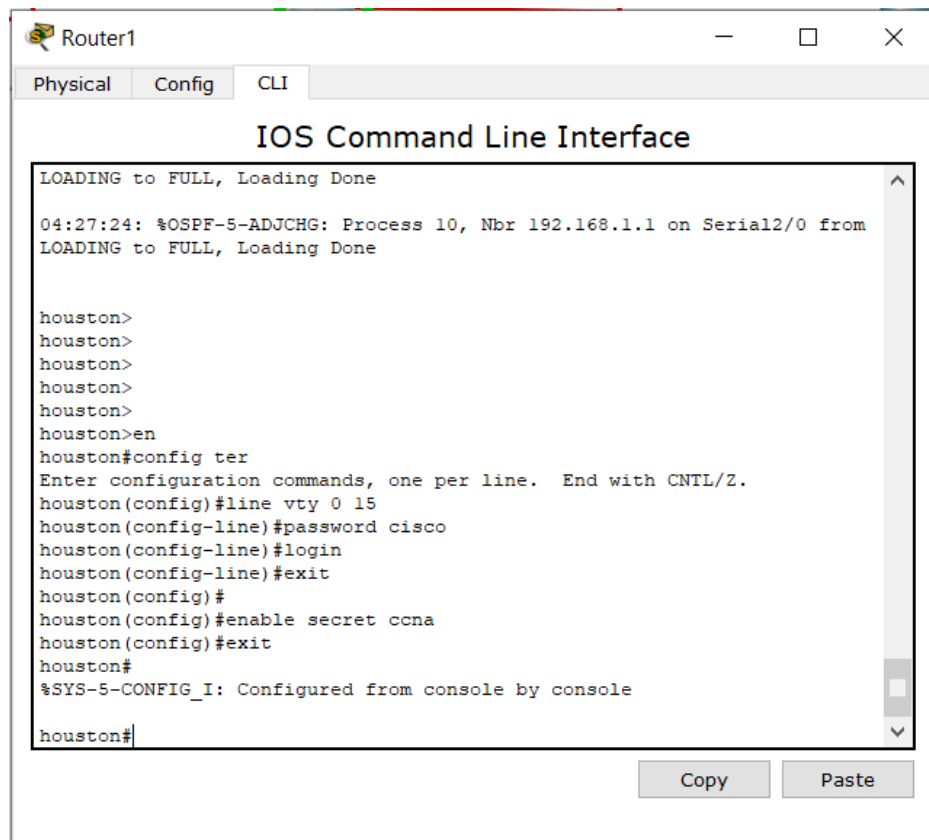 Router1
Physical Config CLI
IOS Command Line Interface
LOADING to FULL, Loading Done
04:27:24: %OSPF-5-ADJCHG: Process 10, Nbr 192.168.1.1 on Serial2/0 from
LOADING to FULL, Loading Done
houston>
houston>
houston>
houston>
houston>
houston>en
houston#config ter
Enter configuration commands, one per line.  End with CNTL/Z.
houston(config)#line vty 0 15
houston(config-line)#password cisco
houston(config-line)#login
houston(config-line)#exit
houston(config)#
houston(config)#enable secret ccna
houston(config)#exit
houston#
%SYS-5-CONFIG_I: Configured from console by console
houston#
Copy Paste